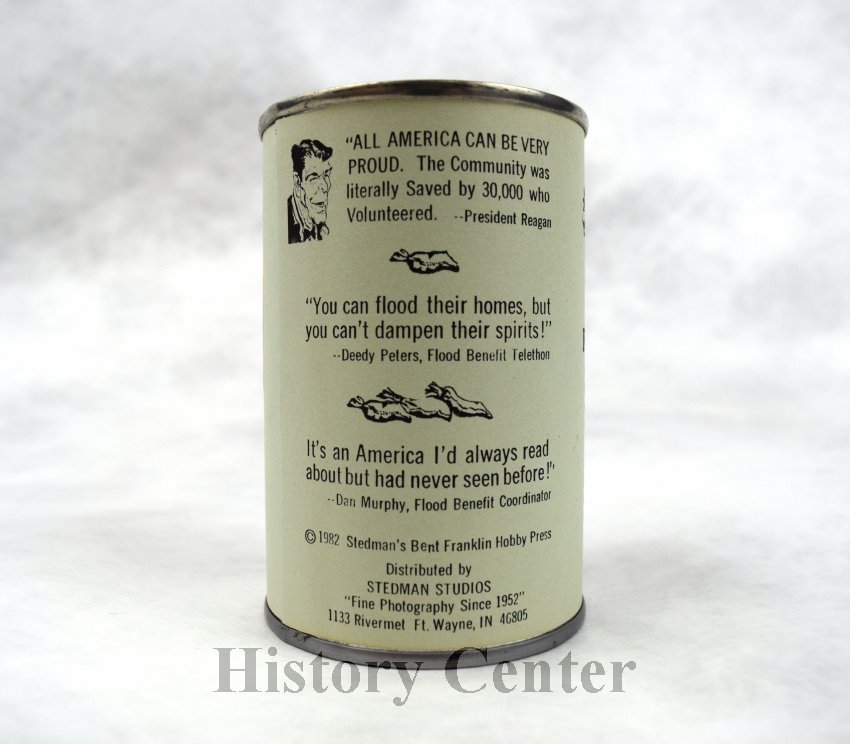 “ALL AMERICA CAN BE VERY
PROUD. The Community was
literally Saved by 30,000 who
Volunteered. --President Reagan
“You can flood their homes, but
you can't dampen their spirits!”
--Deedy Peters, Flood Benefit Telethon
It's an America I'd always read
about but had never seen before!”
--Dan Murphy, Flood Benefit Coordinator
©1982 Stedman's Bent Franklin Hobby Press
Distributed by
STEDMAN STUDIOS
"Fine Photography Since 1952"
1133 Rivermet Ft. Wayne, IN 46805
History Center